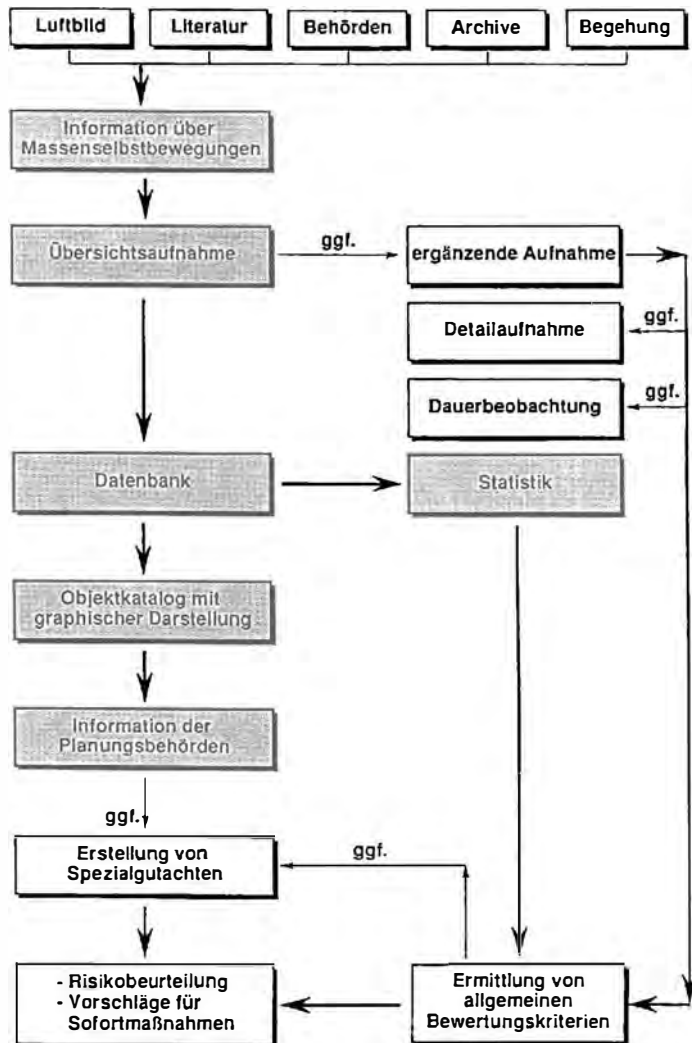 Luftbild
Literatur
Behörden
Archive
Begehung
Information über
Massenselbstbewegungen
Übersichtsaufnahme
ggf.
ergänzende Aufnahme
Detailaufnahme
ggf.
Dauerbeobachtung
ggf.
Datenbank
Statistik
Objektkatalog mit
graphischer Darstellung
Information der
Planungsbehörden
ggf.
Erstellung von
Spezialgutachten
ggf.
- Risikobeurteilung
- Vorschläge für
Sofortmaßnahmen
Ermittlung von
allgemeinen
Bewertungskriterien